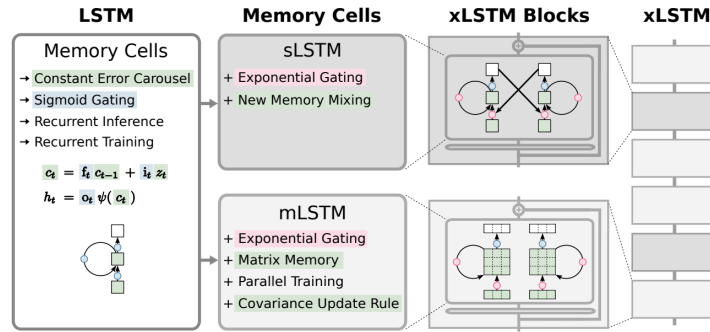 LSTM
Memory Cells
→ Constant Error Carousel
→ Sigmoid Gating
→ Recurrent Inference
→ Recurrent Training
c_t = f_t c_{t−1} + i_t z_t
h_t = o_t ψ( c_t )
Memory Cells
sLSTM
+ Exponential Gating
+ New Memory Mixing
mLSTM
+ Exponential Gating
+ Matrix Memory
+ Parallel Training
+ Covariance Update Rule
xLSTM Blocks
xLSTM